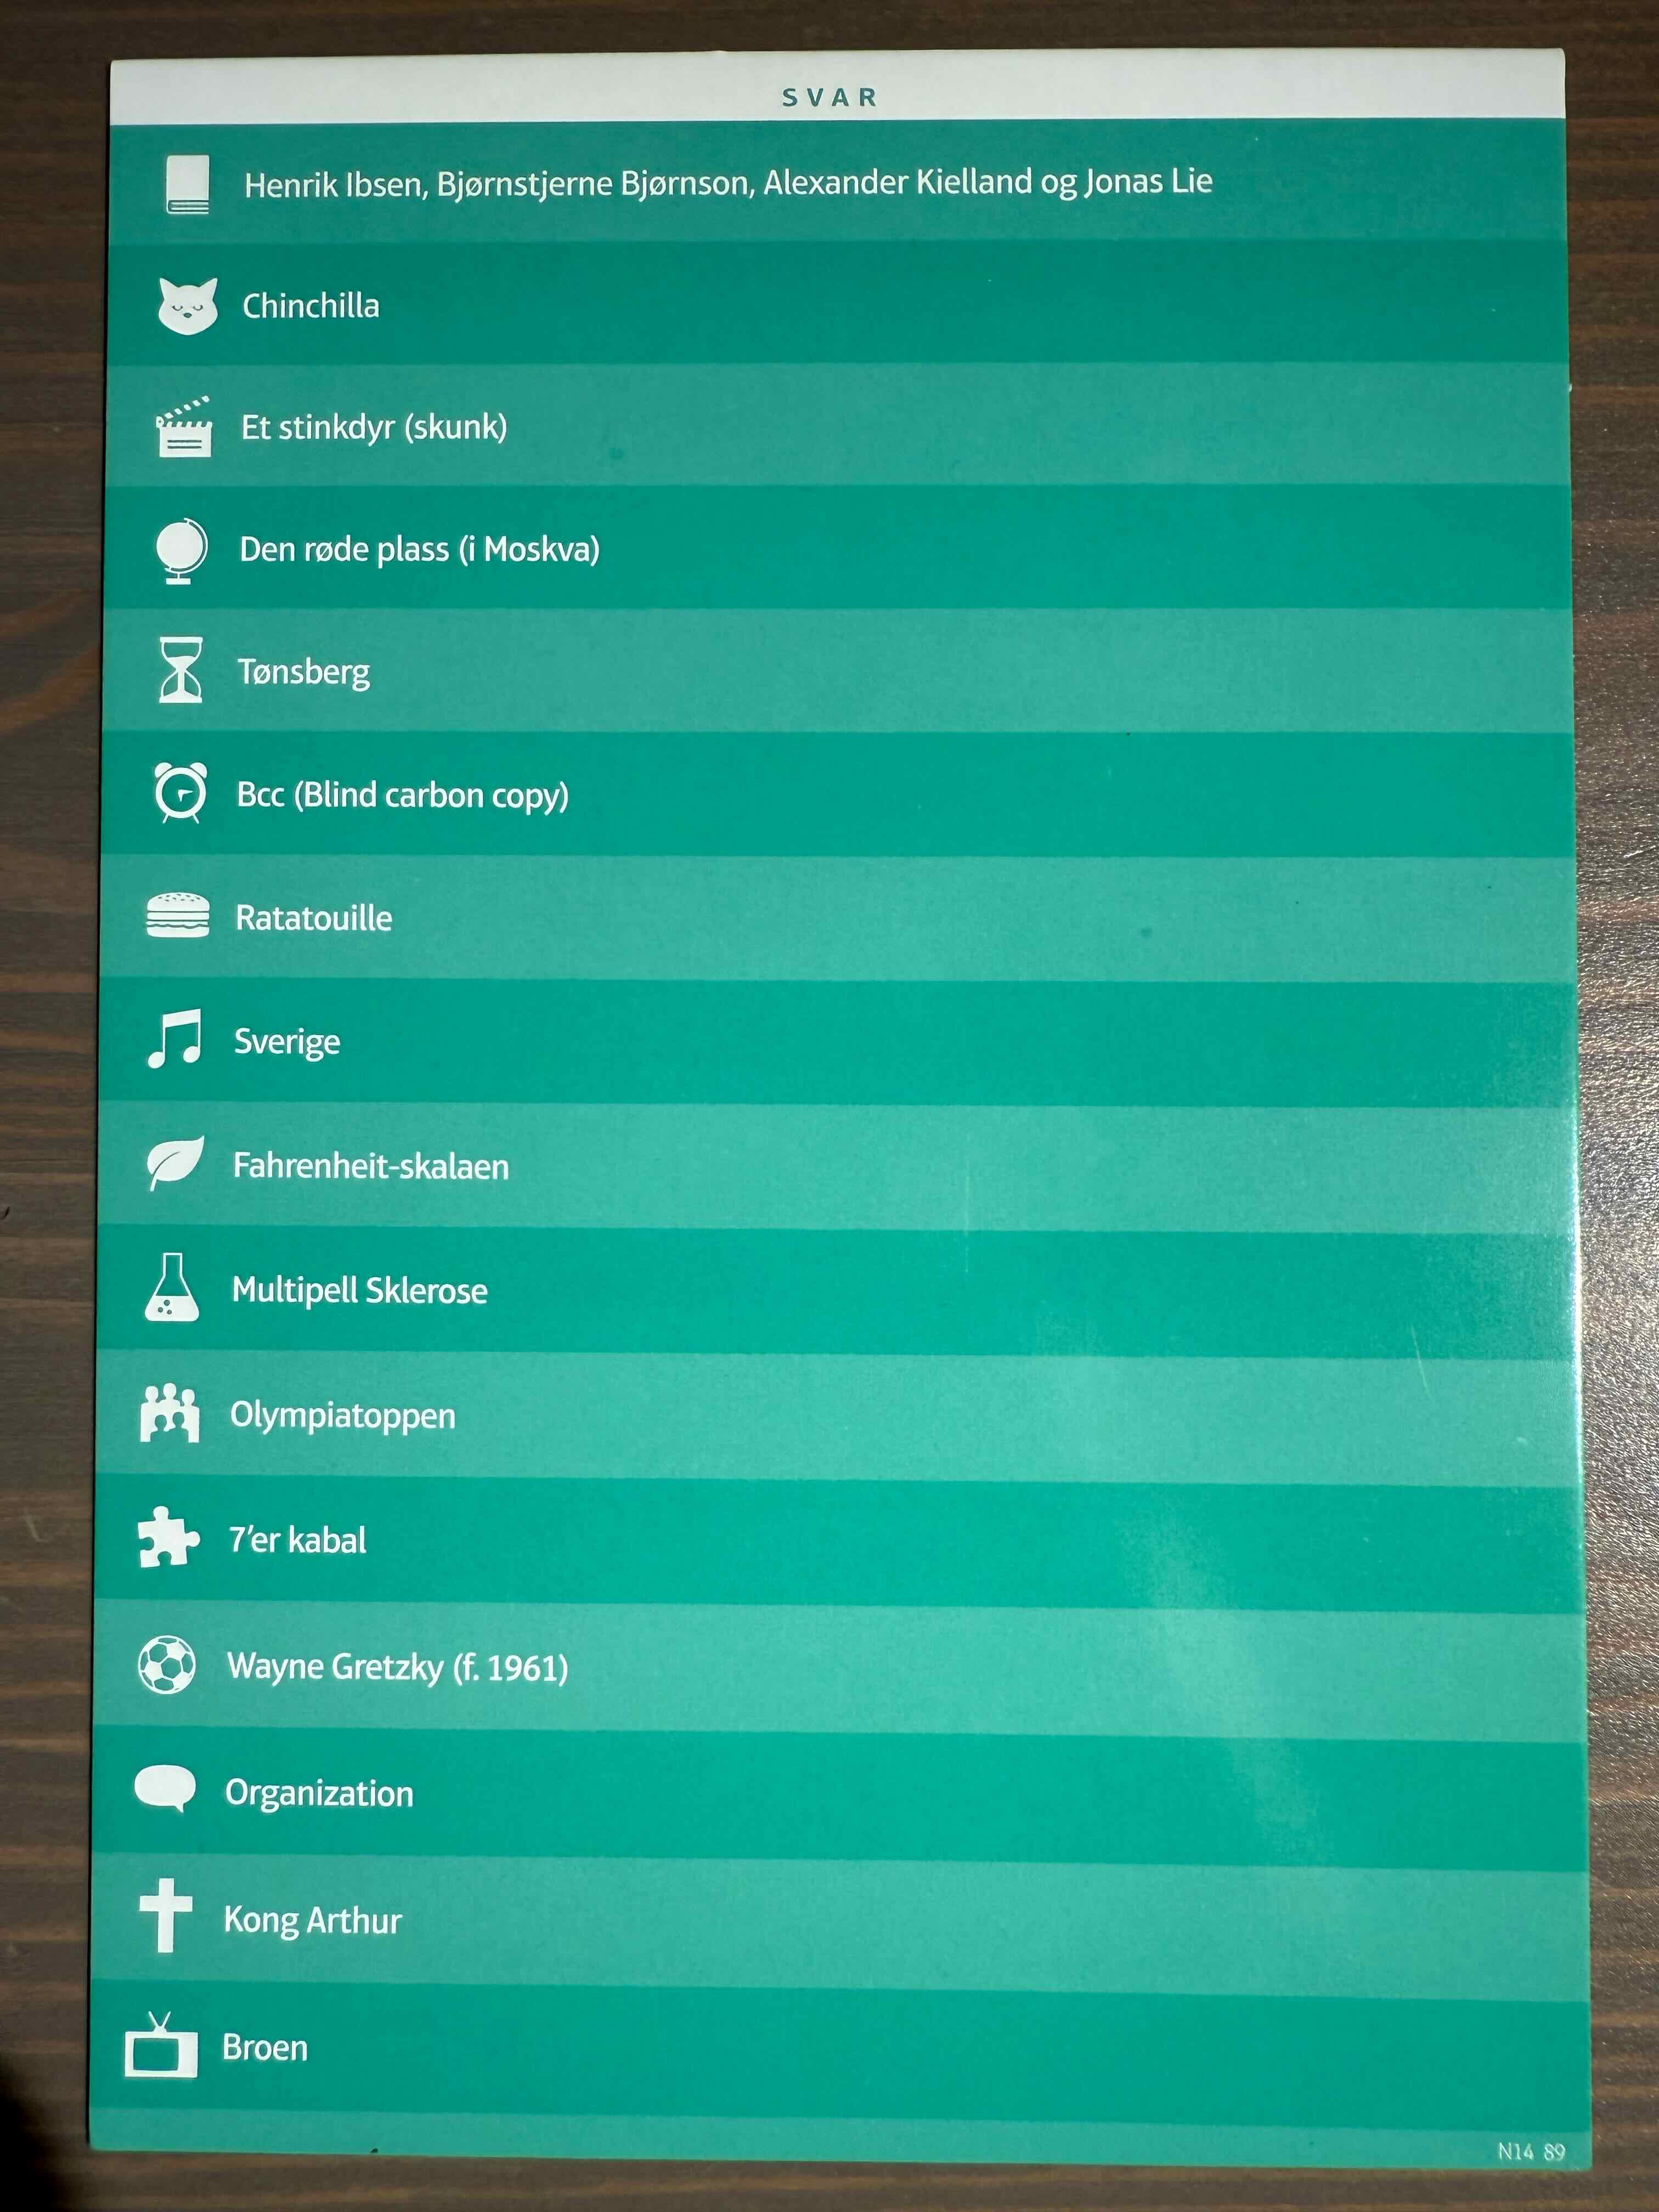 SVAR
Henrik Ibsen, Bjørnstjerne Bjørnson, Alexander Kielland og Jonas Lie
Chinchilla
Et stinkdyr (skunk)
Den røde plass (i Moskva)
Tønsberg
Bcc (Blind carbon copy)
Ratatouille
Sverige
Fahrenheit-skalaen
Multipell Sklerose
Olympiatoppen
7’er kabal
Wayne Gretzky (f. 1961)
Organization
Kong Arthur
Broen
N14 89